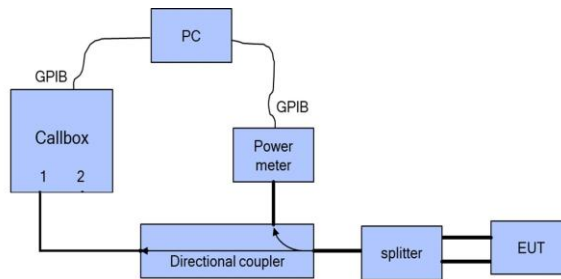 PC
GPIB
GPIB
Callbox
1 2
Power
meter
Directional coupler
splitter
EUT